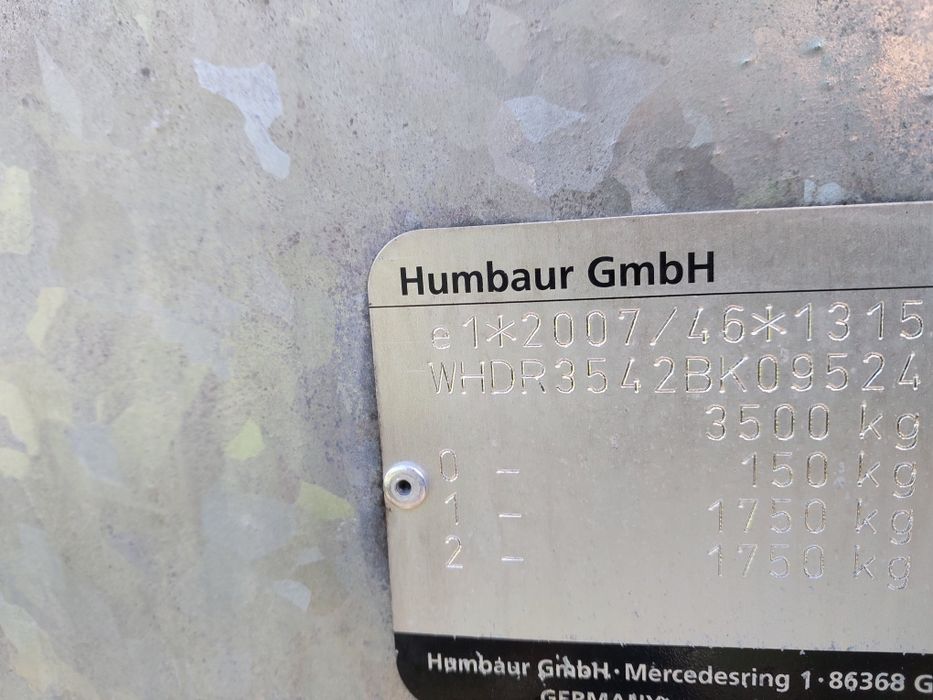 Humbaur GmbH
e1*2007/46*1315
WHDR3542BK09524
3500 kg
0 - 150 kg
1 - 1750 kg
2 - 1750 kg
Humbaur GmbH · Mercedesring 1 · 86368 G
GERMANY